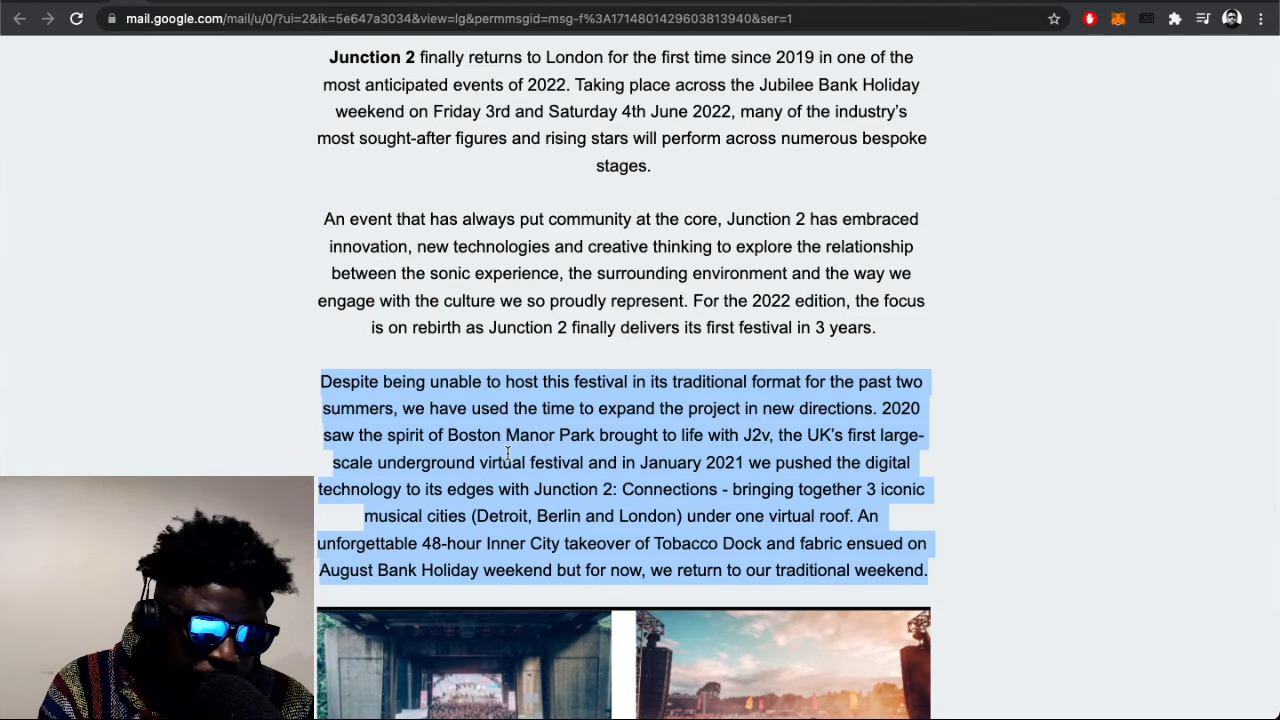 mail.google.com/mail/u/0/?ui=2&ik=5e647a3034&view=lg&permmsgid=msg-f%3A1714801429603813940&ser=1
Junction 2 finally returns to London for the first time since 2019 in one of the
most anticipated events of 2022. Taking place across the Jubilee Bank Holiday
weekend on Friday 3rd and Saturday 4th June 2022, many of the industry’s
most sought-after figures and rising stars will perform across numerous bespoke
stages.
An event that has always put community at the core, Junction 2 has embraced
innovation, new technologies and creative thinking to explore the relationship
between the sonic experience, the surrounding environment and the way we
engage with the culture we so proudly represent. For the 2022 edition, the focus
is on rebirth as Junction 2 finally delivers its first festival in 3 years.
Despite being unable to host this festival in its traditional format for the past two
summers, we have used the time to expand the project in new directions. 2020
saw the spirit of Boston Manor Park brought to life with J2v, the UK’s first large-
scale underground virtual festival and in January 2021 we pushed the digital
technology to its edges with Junction 2: Connections - bringing together 3 iconic
musical cities (Detroit, Berlin and London) under one virtual roof. An
unforgettable 48-hour Inner City takeover of Tobacco Dock and fabric ensued on
August Bank Holiday weekend but for now, we return to our traditional weekend.